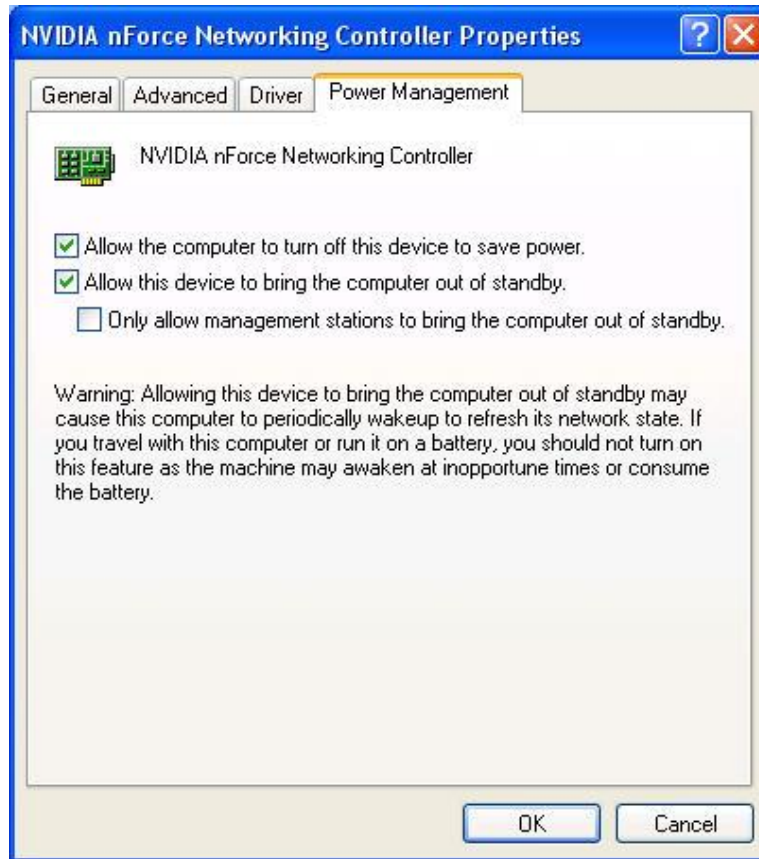 NVIDIA nForce Networking Controller Properties
General Advanced Driver Power Management
NVIDIA nForce Networking Controller
Allow the computer to turn off this device to save power.
Allow this device to bring the computer out of standby.
Only allow management stations to bring the computer out of standby.
Warning: Allowing this device to bring the computer out of standby may
cause this computer to periodically wakeup to refresh its network state. If
you travel with this computer or run it on a battery, you should not turn on
this feature as the machine may awaken at inopportune times or consume
the battery.
OK Cancel